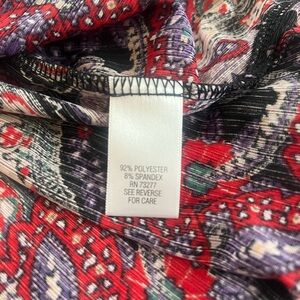 92% POLYESTER
8% SPANDEX
RN 73277
SEE REVERSE
FOR CARE